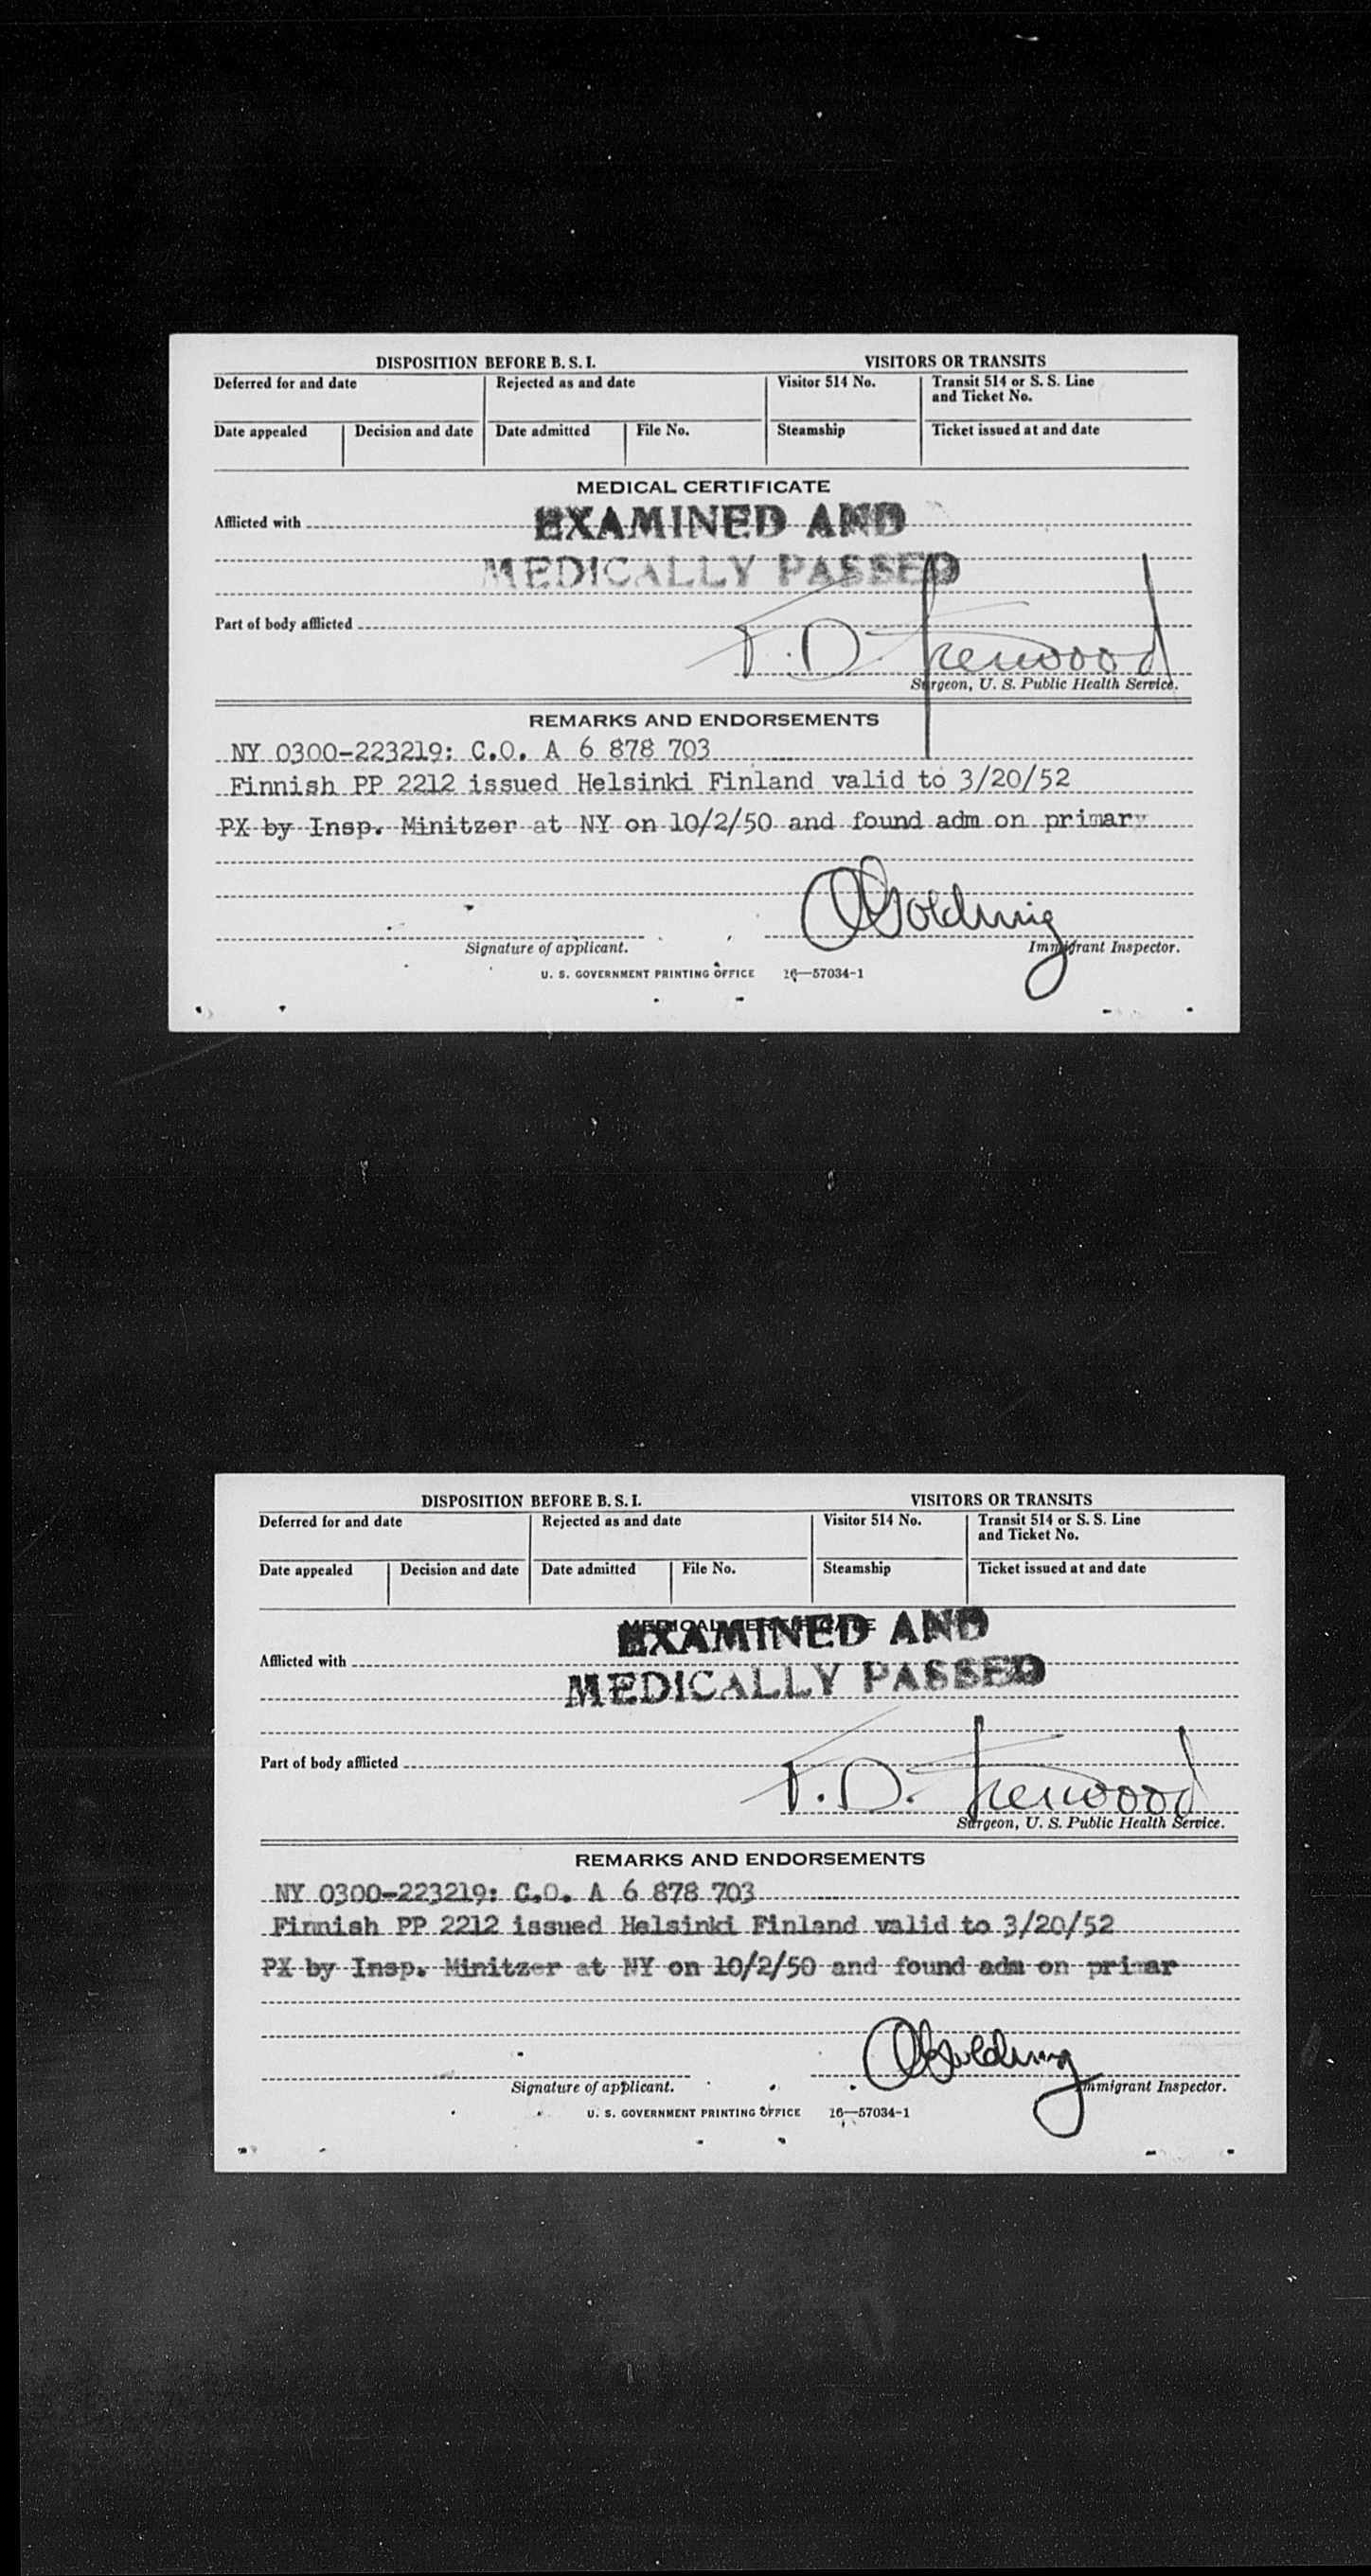 DISPOSITION BEFORE B. S. I. VISITORS OR TRANSITS
Deferred for and date Rejected as and date Visitor 514 No. Transit 514 or S. S. Line
and Ticket No.
Date appealed Decision and date Date admitted File No. Steamship Ticket issued at and date
MEDICAL CERTIFICATE
Afflicted with EXAMINED AND
MEDICALLY PASSED
Part of body afflicted
F. D.
Surgeon, U. S. Public Health Service.
REMARKS AND ENDORSEMENTS
NY 0300-223219: C.O. A 6 878 703
Finnish PP 2212 issued Helsinki Finland valid to 3/20/52
PX by Insp. Minitzer at NY on 10/2/50 and found adm on primary
Golding
Signature of applicant. Immigrant Inspector.
U. S. GOVERNMENT PRINTING OFFICE 16—57034-1
DISPOSITION BEFORE B. S. I. VISITORS OR TRANSITS
Deferred for and date Rejected as and date Visitor 514 No. Transit 514 or S. S. Line
and Ticket No.
Date appealed Decision and date Date admitted File No. Steamship Ticket issued at and date
MEDICAL CERTIFICATE
EXAMINED AND
Afflicted with
MEDICALLY PASSED
Part of body afflicted
F. D.
Surgeon, U. S. Public Health Service.
REMARKS AND ENDORSEMENTS
NY 0300-223219: C.O. A 6 878 703
Finnish PP 2212 issued Helsinki Finland valid to 3/20/52
PX by Insp. Minitzer at NY on 10/2/50 and found adm on primar
Golding
Signature of applicant. Immigrant Inspector.
U. S. GOVERNMENT PRINTING OFFICE 16—57034-1